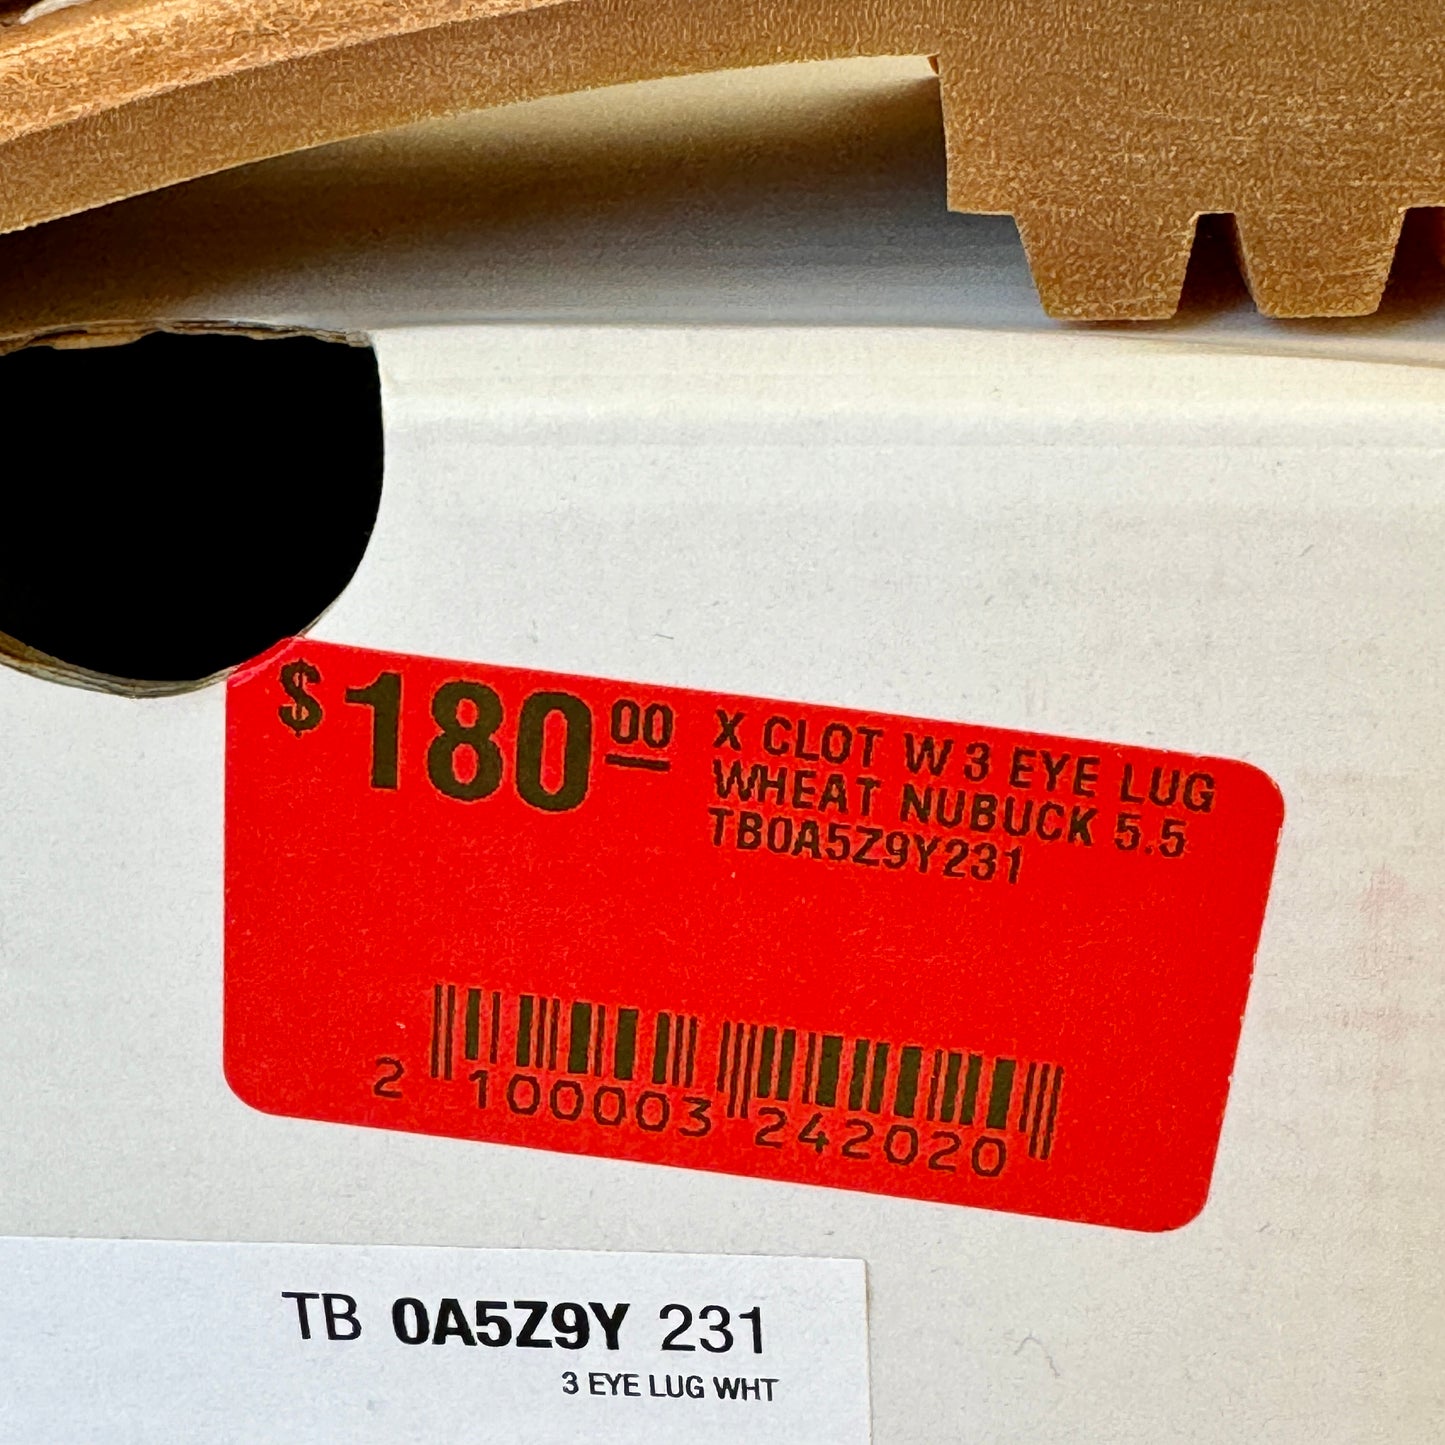 $180 00
X CLOT W 3 EYE LUG
WHEAT NUBUCK 5.5
TB0A5Z9Y231
2 100003 242020
TB 0A5Z9Y 231
3 EYE LUG WHT